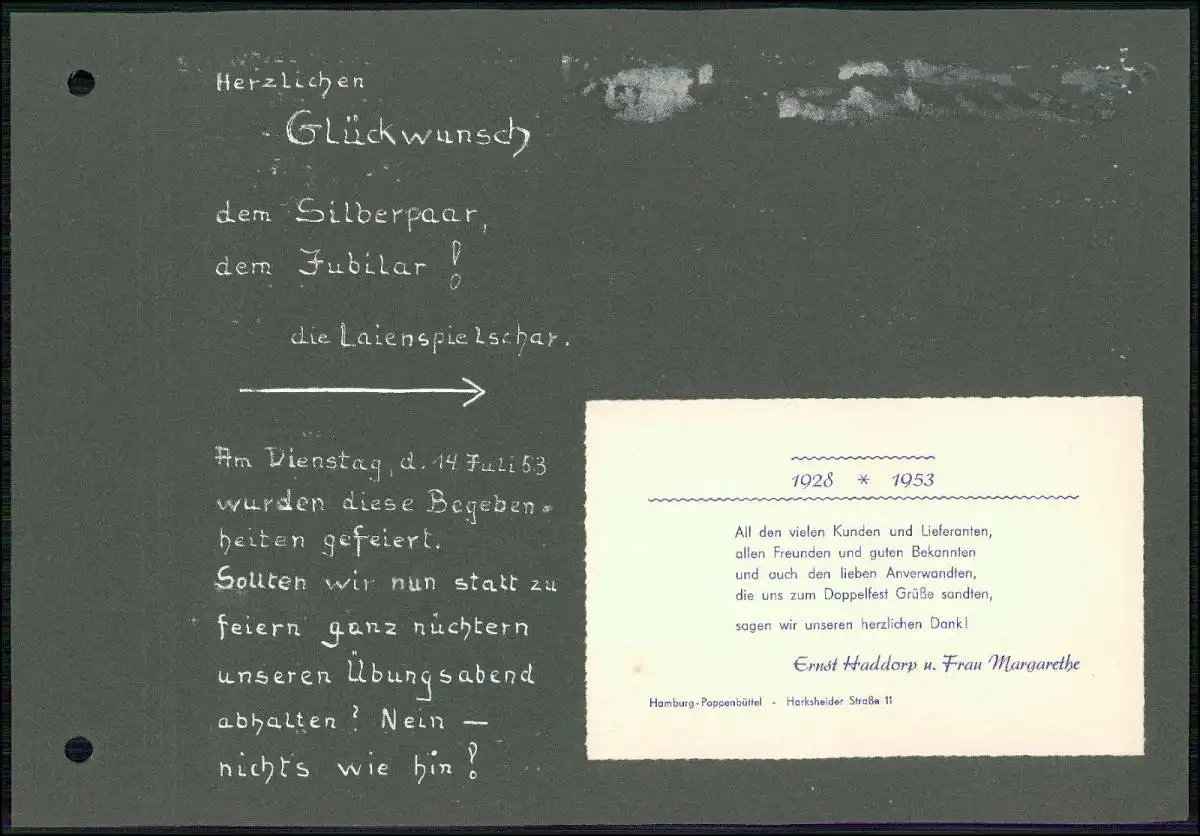 Herzlichen
Glückwunsch
dem Silberpaar,
dem Jubilar!
die Laienspielschar.
Am Dienstag, d. 14 Juli 53
wurden diese Begeben-
heiten gefeiert.
Sollten wir nun statt zu
feiern ganz nüchtern
unseren Übungsabend
abhalten? Nein —
nichts wie hin!
1928 * 1953
All den vielen Kunden und Lieferanten,
allen Freunden und guten Bekannten
und auch den lieben Anverwandten,
die uns zum Doppelfest Grüße sandten,
sagen wir unseren herzlichen Dank!
Ernst Haddorp u. Frau Margarethe
Hamburg-Poppenbüttel - Harksheider Straße 11